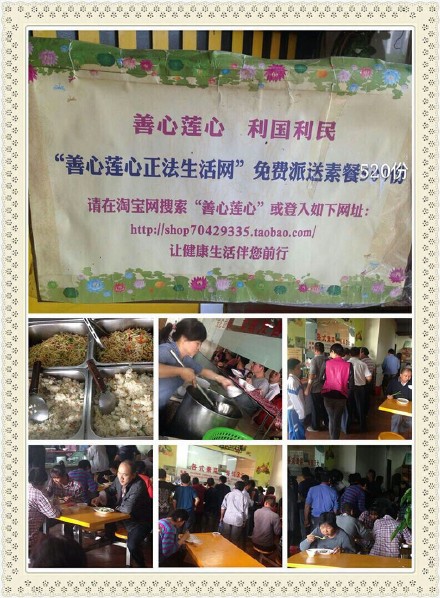 善心莲心 利国利民
“善心莲心正法生活网”免费派送素餐520份
请在淘宝网搜索“善心莲心”或登入如下网址：
http://shop70429335.taobao.com/
让健康生活伴您前行